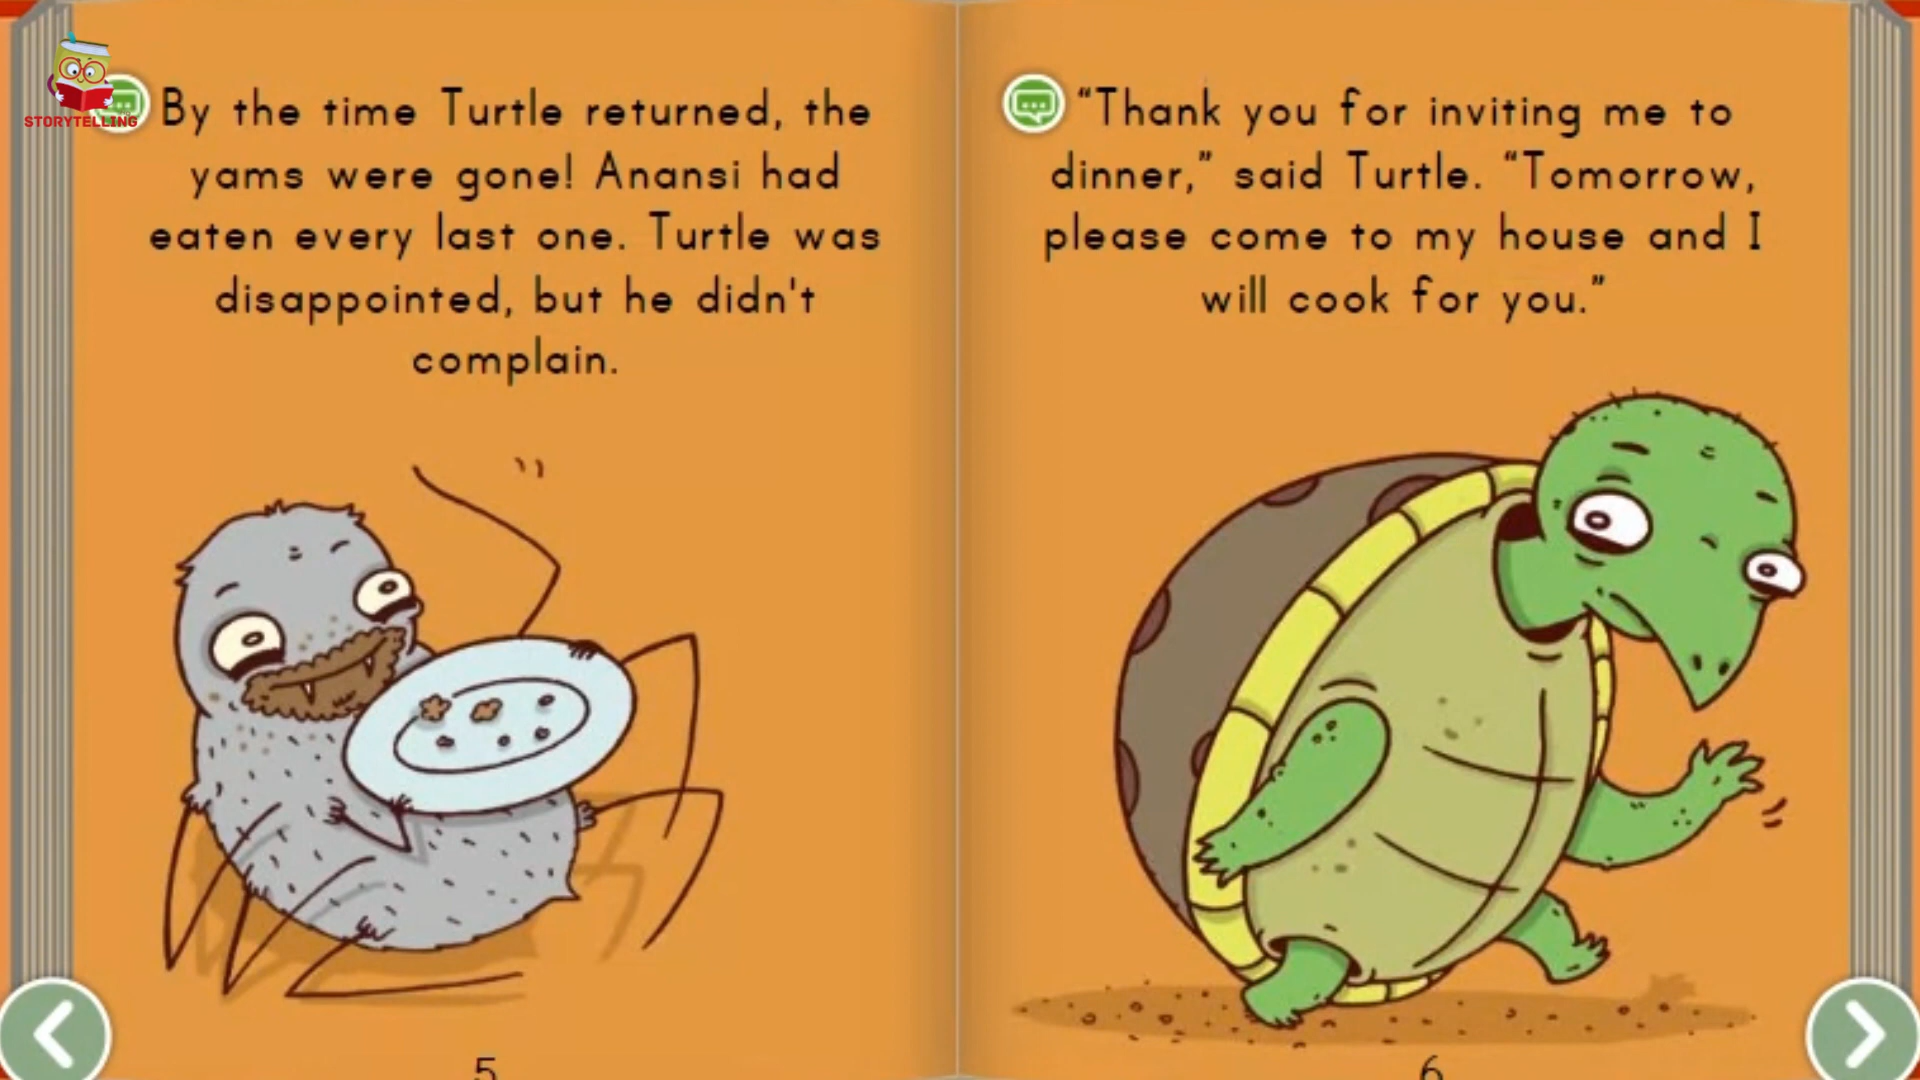 STORYTELLING
By the time Turtle returned, the
yams were gone! Anansi had
eaten every last one. Turtle was
disappointed, but he didn't
complain.
5
“Thank you for inviting me to
dinner,” said Turtle. “Tomorrow,
please come to my house and I
will cook for you.”
6